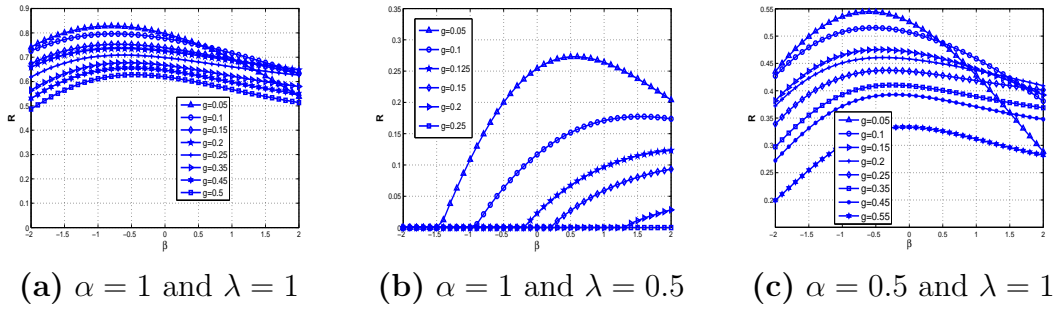 0.9
0.8
0.7
0.6
0.5
0.4
0.3
0.2
0.1
0
R
-2 -1.5 -1 -0.5 0 0.5 1 1.5 2
β
g=0.05
g=0.1
g=0.15
g=0.2
g=0.25
g=0.35
g=0.45
g=0.5
(a) α = 1 and λ = 1
0.35
0.3
0.25
0.2
0.15
0.1
0.05
0
R
-2 -1.5 -1 -0.5 0 0.5 1 1.5 2
β
g=0.05
g=0.1
g=0.125
g=0.15
g=0.2
g=0.25
(b) α = 1 and λ = 0.5
0.55
0.5
0.45
0.4
0.35
0.3
0.25
0.2
R
-2 -1.5 -1 -0.5 0 0.5 1 1.5 2
β
g=0.05
g=0.1
g=0.15
g=0.2
g=0.25
g=0.35
g=0.45
g=0.55
(c) α = 0.5 and λ = 1